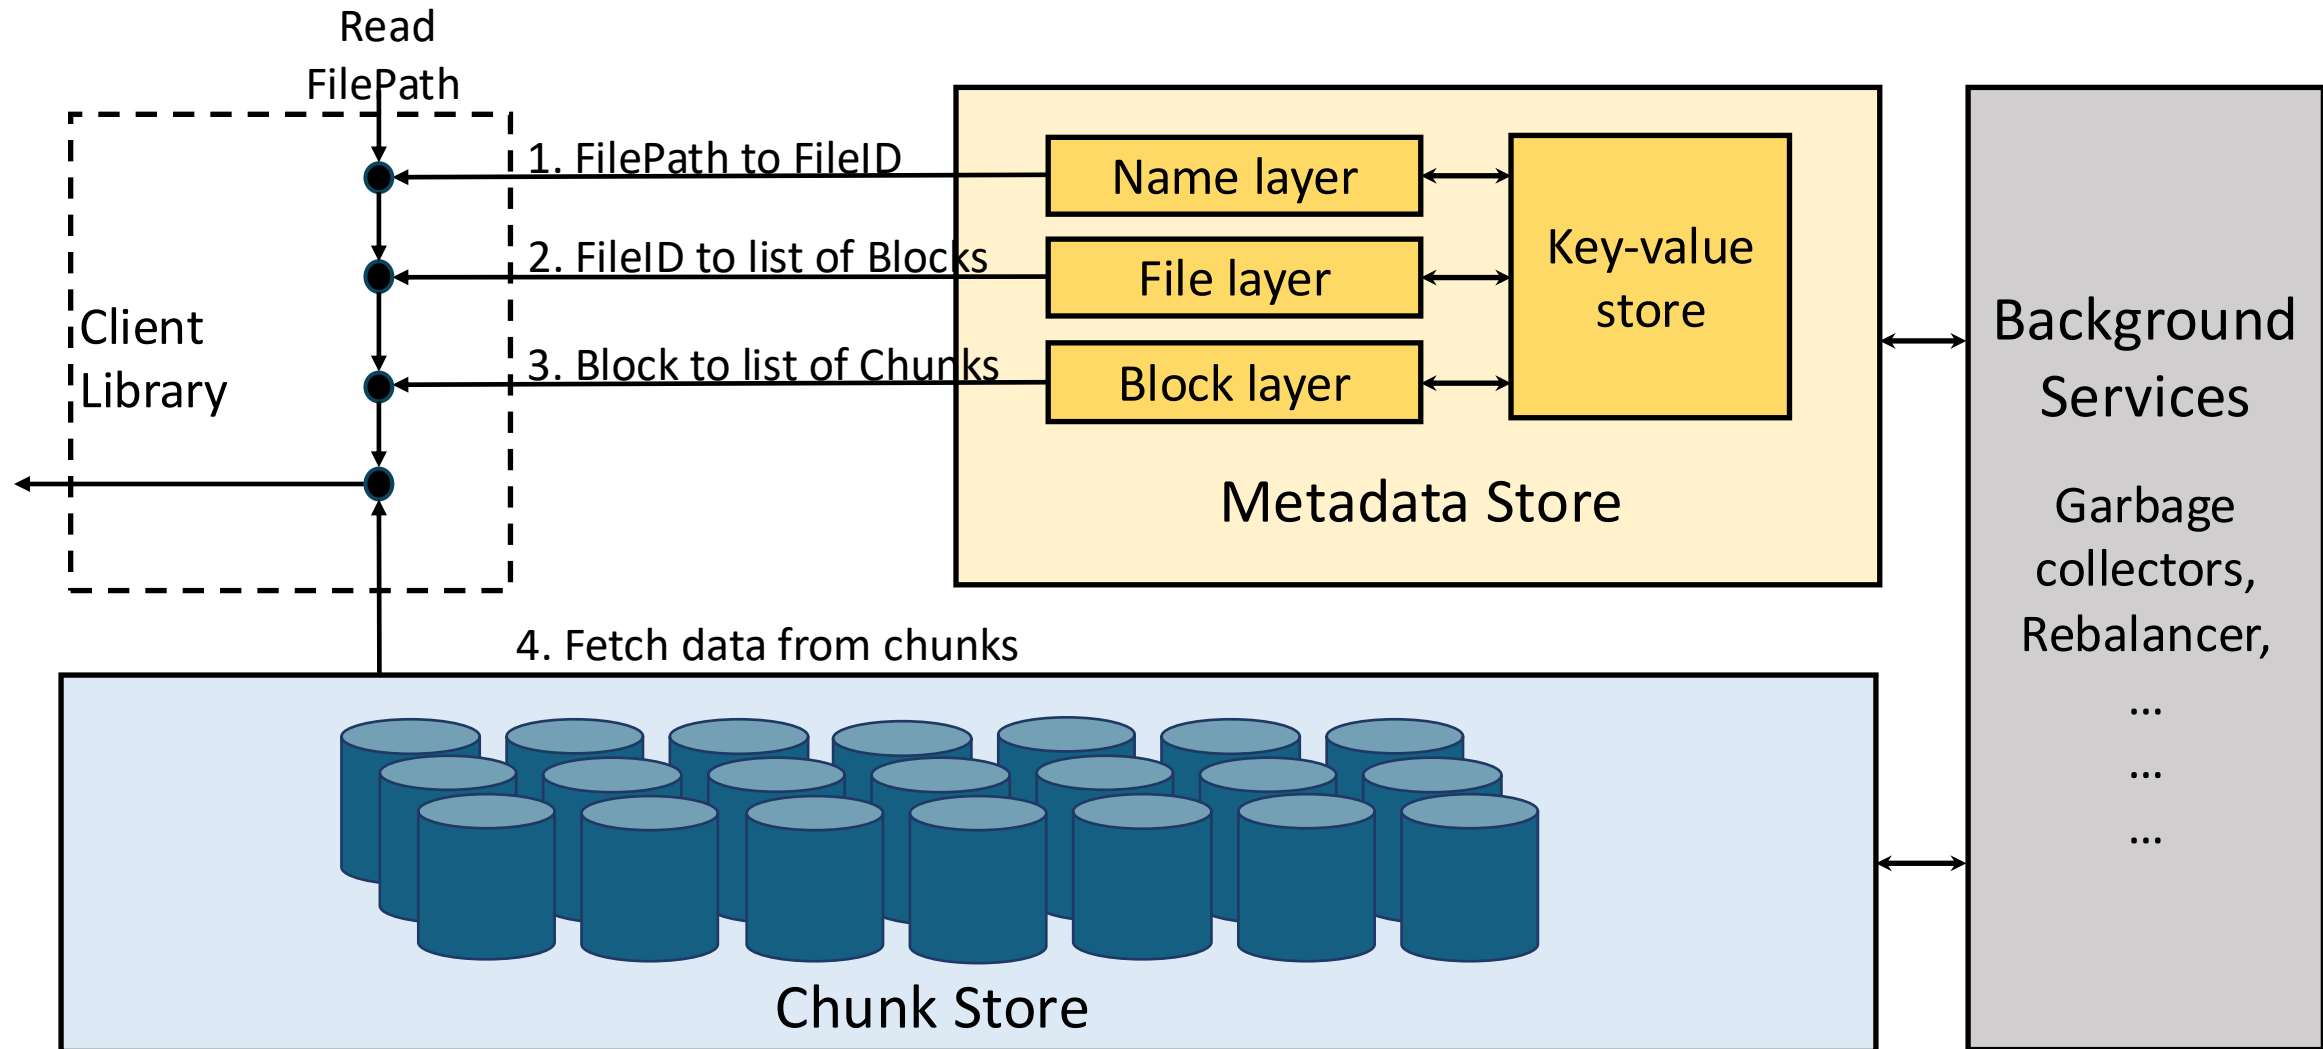 Read
FilePath
1. FilePath to FileID
2. FileID to list of Blocks
3. Block to list of Chunks
Client
Library
Name layer
File layer
Block layer
Key-value
store
Metadata Store
4. Fetch data from chunks
Chunk Store
Background
Services
Garbage
collectors,
Rebalancer,
...
...
...